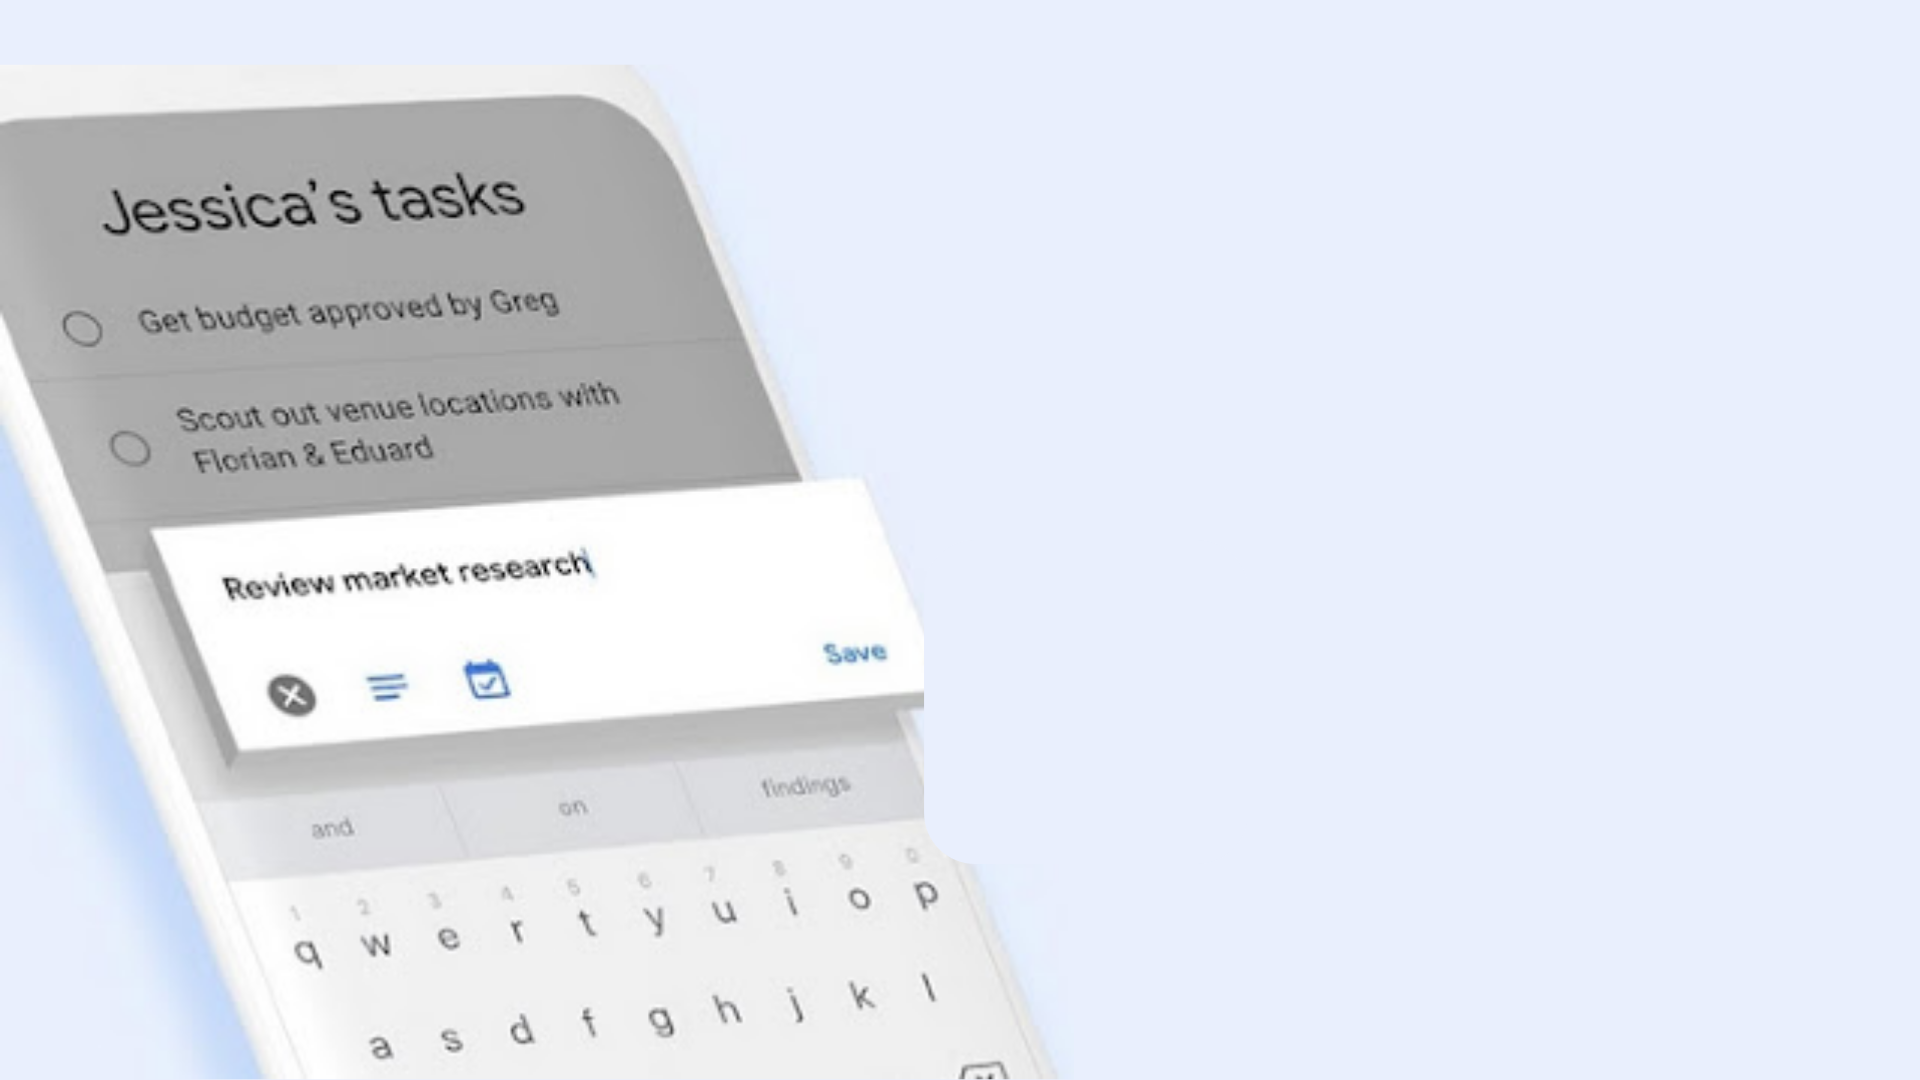 Jessica's tasks
Get budget approved by Greg
Scout out venue locations with
Florian & Eduard
Review market research
Save
and on findings
1 2 3 4 5 6 7 8 9 0
q w e r t y u i o p
a s d f g h j k l